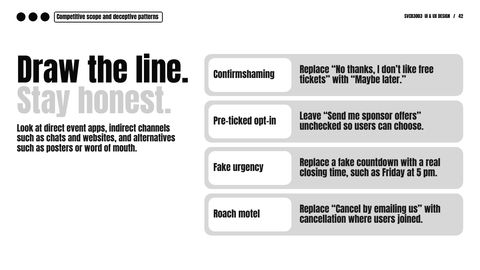 Competitive scope and deceptive patterns
SVCB3003 UI & UX DESIGN / 42
Draw the line.
Stay honest.
Look at direct event apps, indirect channels
such as chats and websites, and alternatives
such as posters or word of mouth.
Confirmshaming
Replace “No thanks, I don’t like free
tickets” with “Maybe later.”
Pre-ticked opt-in
Leave “Send me sponsor offers”
unchecked so users can choose.
Fake urgency
Replace a fake countdown with a real
closing time, such as Friday at 5 pm.
Roach motel
Replace “Cancel by emailing us” with
cancellation where users joined.